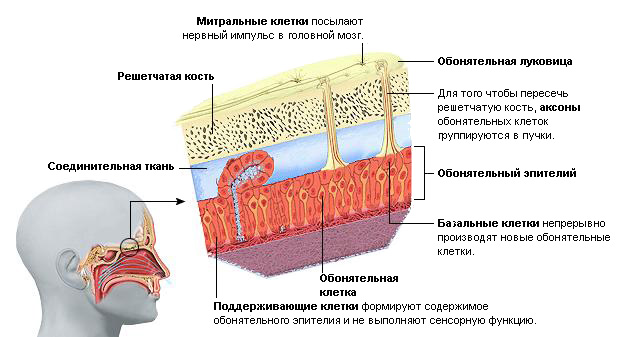 Митральные клетки посылают
нервный импульс в головной мозг.
Обонятельная луковица
Решетчатая кость
Для того чтобы пересечь
решетчатую кость, аксоны
обонятельных клеток
группируются в пучки.
Соединительная ткань
Обонятельный эпителий
Базальные клетки непрерывно
производят новые обонятельные
клетки.
Обонятельная
клетка
Поддерживающие клетки формируют содержимое
обонятельного эпителия и не выполняют сенсорную функцию.